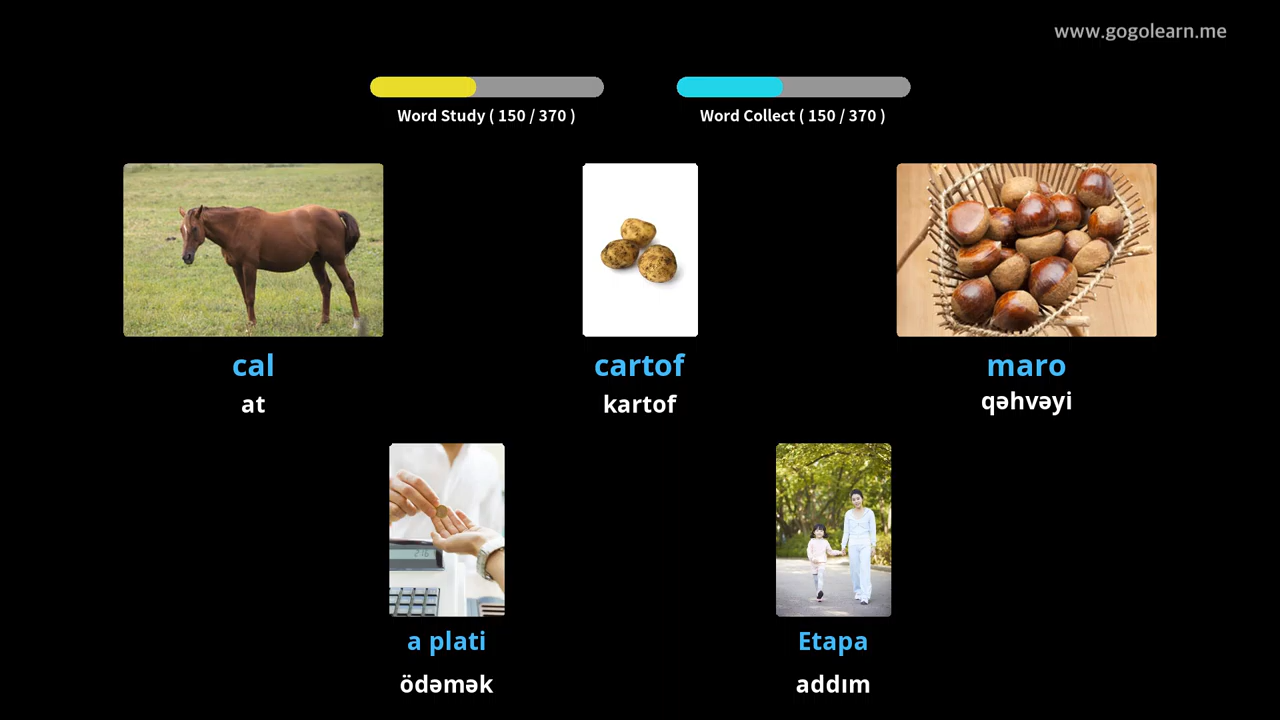 www.gogolearn.me
Word Study ( 150 / 370 )
Word Collect ( 150 / 370 )
cal
cartof
maro
at
kartof
qəhvəyi
a plati
Etapa
ödəmək
addım